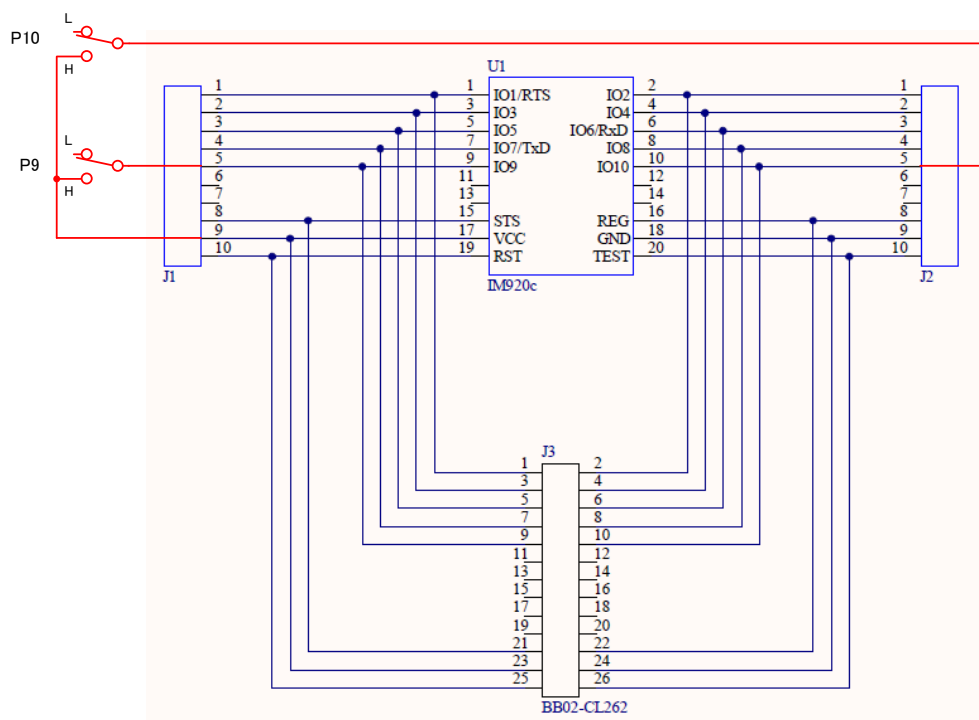 L
P10
H
L
P9
H
J1
1
2
3
4
5
6
7
8
9
10
U1
1 IO1/RTS IO2 2
3 IO3 IO4 4
5 IO5 IO6/RxD 6
7 IO7/TxD IO8 8
9 IO9 IO10 10
11 12
13 14
15 STS REG 16
17 VCC GND 18
19 RST TEST 20
IM920c
1
2
3
4
5
6
7
8
9
10
J2
J3
1 2
3 4
5 6
7 8
9 10
11 12
13 14
15 16
17 18
19 20
21 22
23 24
25 26
BB02-CL262